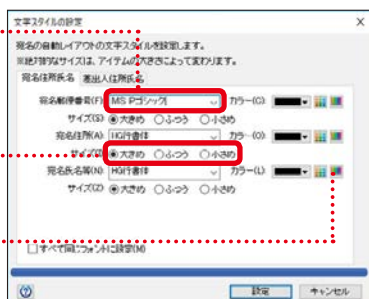 文字スタイルの設定
宛名の自動レイアウトの文字スタイルを設定します。
※絶対的なサイズは、アイテムの大きさによって変わります。
宛名住所氏名 差出人住所氏名
宛名郵便番号(F) MS Pゴシック カラー(C)
サイズ(S) 大きめ ふつう 小さめ
宛名住所(A) HG行書体 カラー(O)
サイズ(Z) 大きめ ふつう 小さめ
宛名氏名等(N) HG行書体 カラー(L)
サイズ(Z) 大きめ ふつう 小さめ
すべて同じフォントに設定(M)
設定 キャンセル